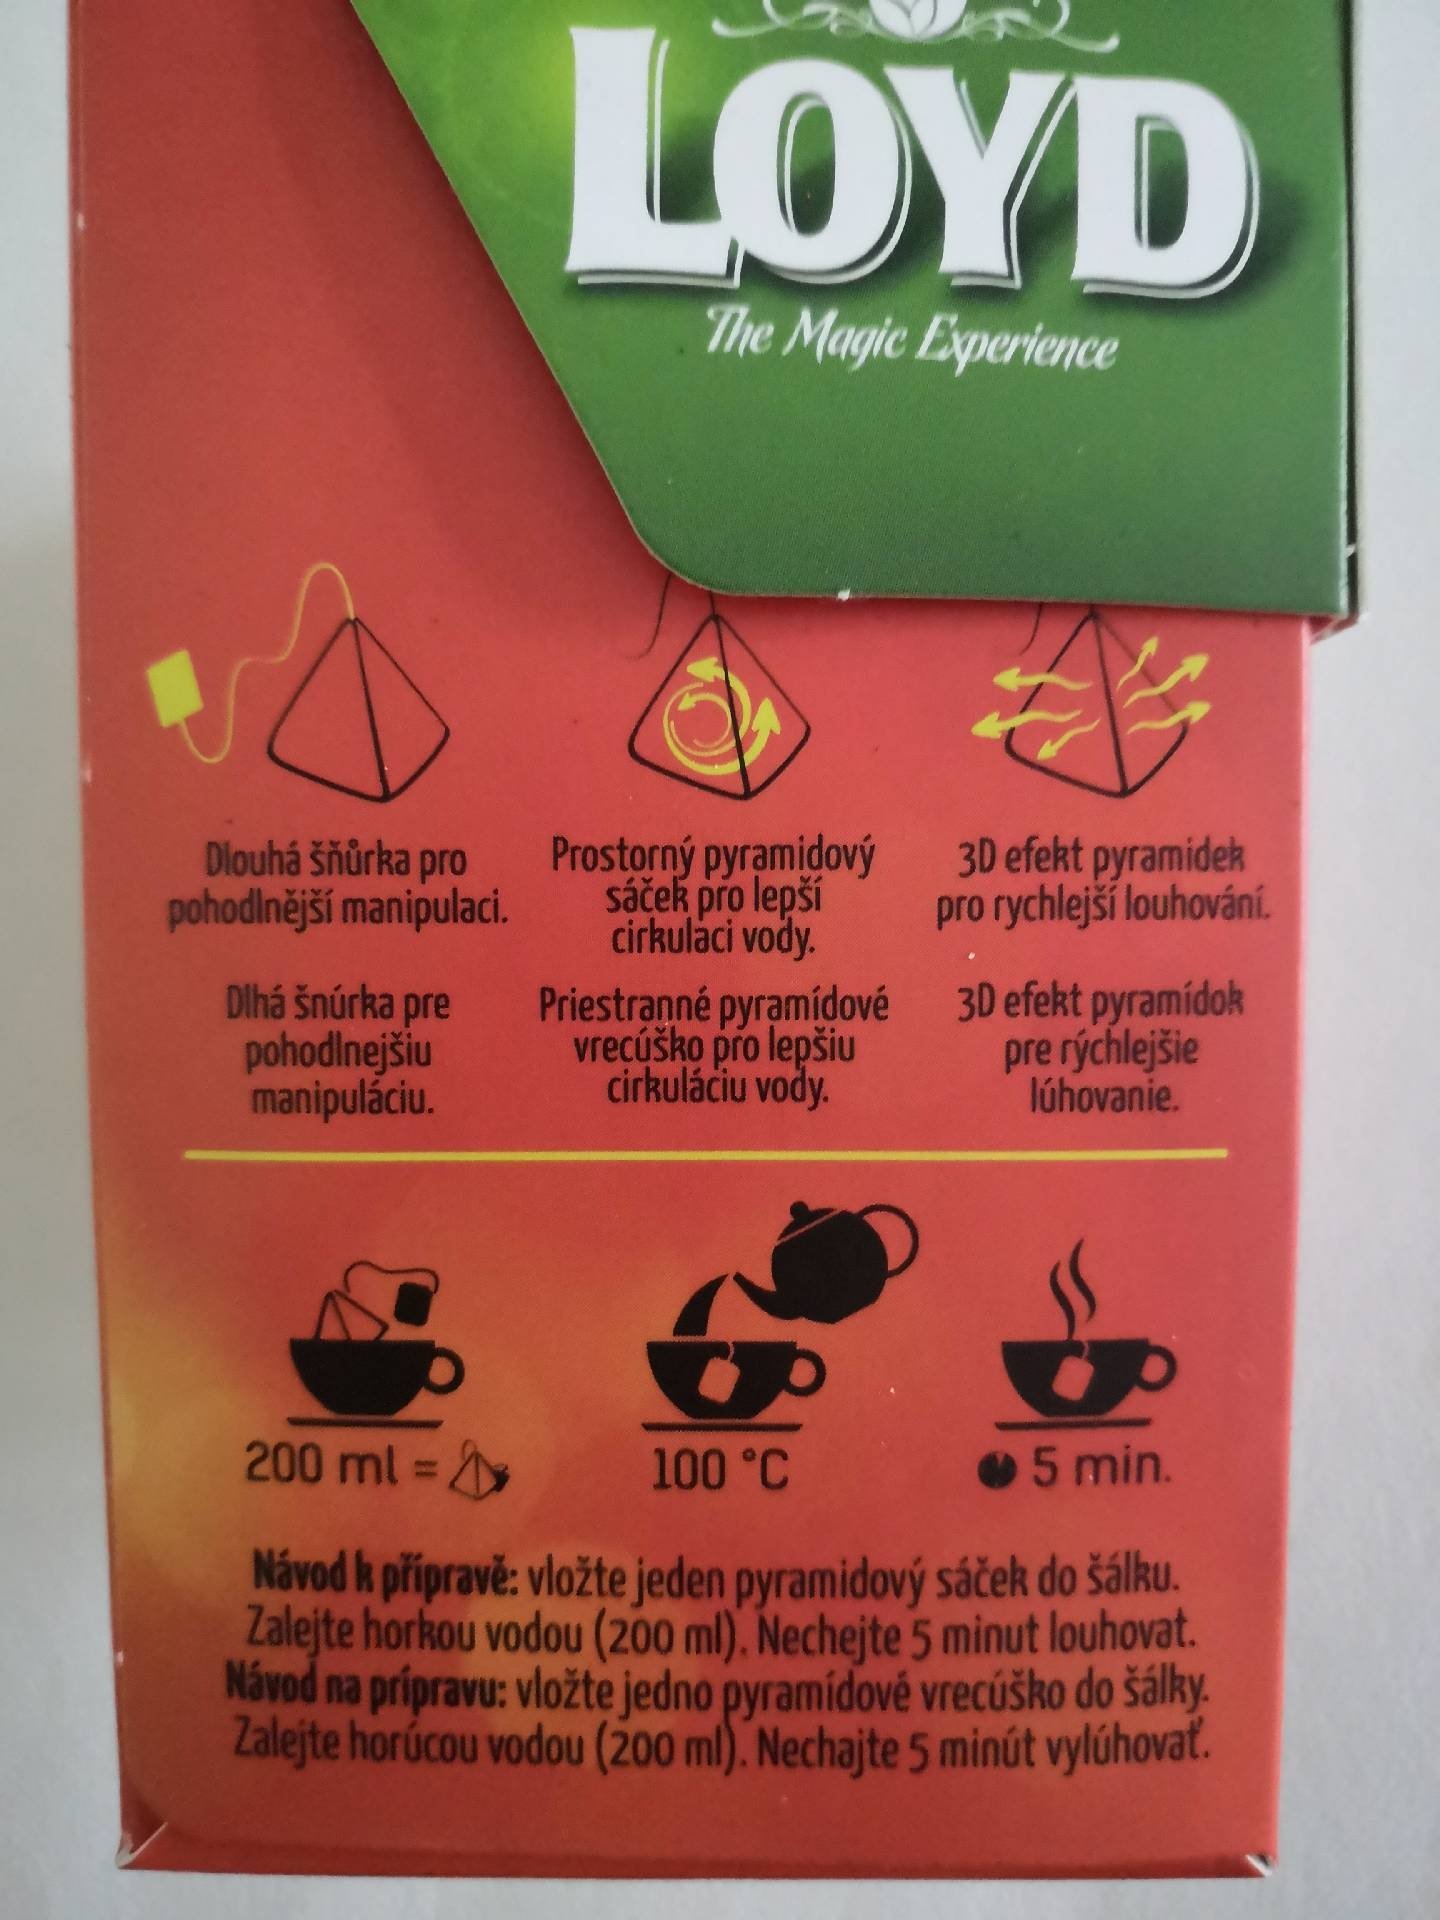 LOYD
The Magic Experience
Dlouhá šňůrka pro
pohodlnější manipulaci.
Prostorný pyramidový
sáček pro lepší
cirkulaci vody.
3D efekt pyramidek
pro rychlejší louhování.
Dlhá šnúrka pre
pohodlnejšiu
manipuláciu.
Priestranné pyramídové
vrecúško pro lepšiu
cirkuláciu vody.
3D efekt pyramídok
pre rýchlejšie
lúhovanie.
200 ml =
100 °C
5 min.
Návod k přípravě: vložte jeden pyramidový sáček do šálku.
Zalejte horkou vodou (200 ml). Nechejte 5 minut louhovat.
Návod na prípravu: vložte jedno pyramídové vrecúško do šálky.
Zalejte horúcou vodou (200 ml). Nechajte 5 minút vylúhovať.